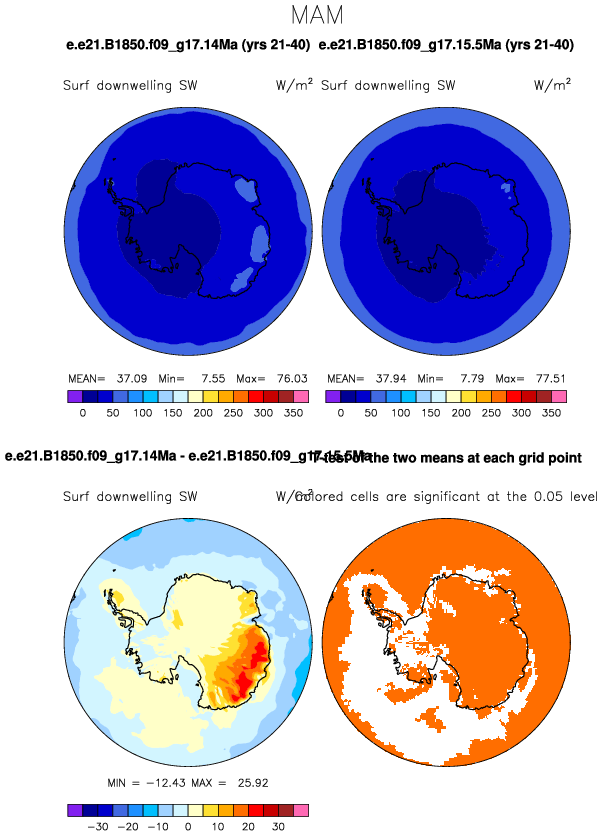 MAM
e.e21.B1850.f09_g17.14Ma (yrs 21-40) e.e21.B1850.f09_g17.15.5Ma (yrs 21-40)
Surf downwelling SW W/m² Surf downwelling SW W/m²
MEAN= 37.09 Min= 7.55 Max= 76.03 MEAN= 37.94 Min= 7.79 Max= 77.51
0 50 100 150 200 250 300 350 0 50 100 150 200 250 300 350
e.e21.B1850.f09_g17.14Ma - e.e21.B1850.f09_g17.15.5Ma T-test of the two means at each grid point
Surf downwelling SW W/m² Colored cells are significant at the 0.05 level
MIN = -12.43 MAX = 25.92
-30 -20 -10 0 10 20 30